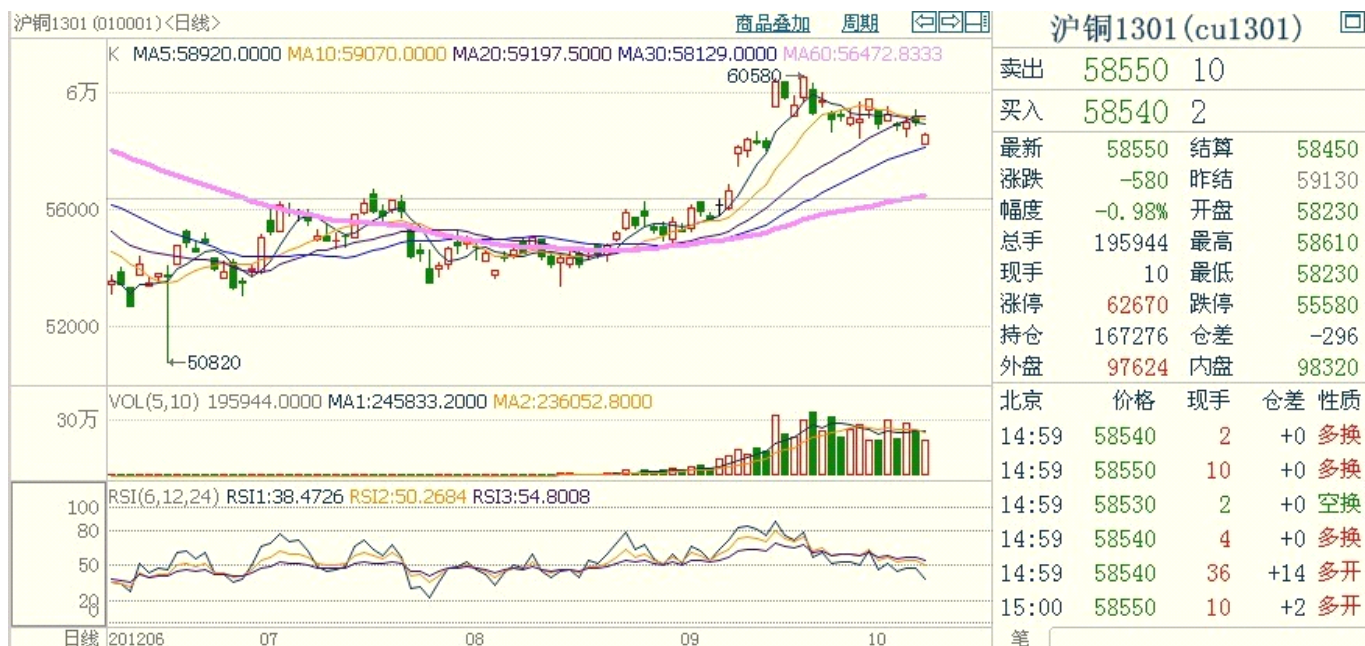 沪铜1301 (010001)<日线> 商品叠加 周期
K MA5:58920.0000 MA10:59070.0000 MA20:59197.5000 MA30:58129.0000 MA60:56472.8333
60580
6万
56000
52000
50820
VOL(5,10) 195944.0000 MA1:245833.2000 MA2:236052.8000
30万
RSI(6,12,24) RSI1:38.4726 RSI2:50.2684 RSI3:54.8008
100
80
50
20
0
日线 201206 07 08 09 10
沪铜1301(cu1301)
卖出 58550 10
买入 58540 2
最新 58550 结算 58450
涨跌 -580 昨结 59130
幅度 -0.98% 开盘 58230
总手 195944 最高 58610
现手 10 最低 58230
涨停 62670 跌停 55580
持仓 167276 仓差 -296
外盘 97624 内盘 98320
北京 价格 现手 仓差 性质
14:59 58540 2 +0 多换
14:59 58550 10 +0 多换
14:59 58530 2 +0 空换
14:59 58540 4 +0 多换
14:59 58540 36 +14 多开
15:00 58550 10 +2 多开
笔